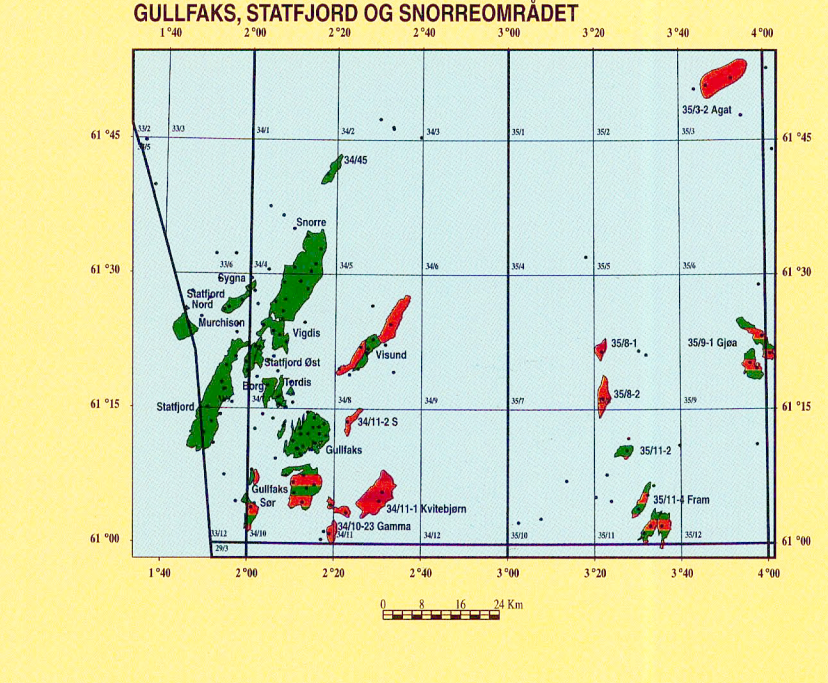 GULLFAKS, STATFJORD OG SNORREOMRÅDET
1°40 2°00 2°20 2°40 3°00 3°20 3°40 4°00
35/3-2 Agat
61°45 33/2 33/3 34/1 34/2 34/3 35/1 35/2 35/3 61°45
34/45
Snorre
61°30 33/6 34/4 34/5 34/6 35/4 35/5 35/6 61°30
Sygna
Statfjord
Nord
Murchison
Vigdis
35/8-1
35/9-1 Gjøa
Visund
Statfjord Øst
Borg
Tordis
35/8-2
61°15 Statfjord 34/8 34/9 35/7 35/9 61°15
34/11-2 S
Gullfaks
35/11-2
Gullfaks
Sør
35/11-4 Fram
34/11-1 Kvitebjørn
34/10-23 Gamma
61°00 33/12 34/10 34/11 34/12 35/10 35/11 35/12 61°00
29/3
1°40 2°00 2°20 2°40 3°00 3°20 3°40 4°00
0 8 16 24 Km